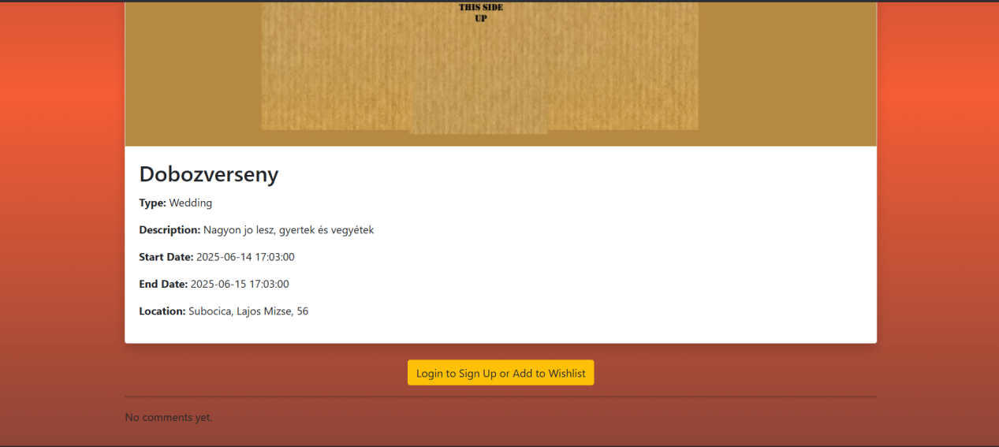 THIS SIDE
UP
Dobozverseny
Type: Wedding
Description: Nagyon jo lesz, gyertek és vegyétek
Start Date: 2025-06-14 17:03:00
End Date: 2025-06-15 17:03:00
Location: Subocica, Lajos Mizse, 56
Login to Sign Up or Add to Wishlist
No comments yet.